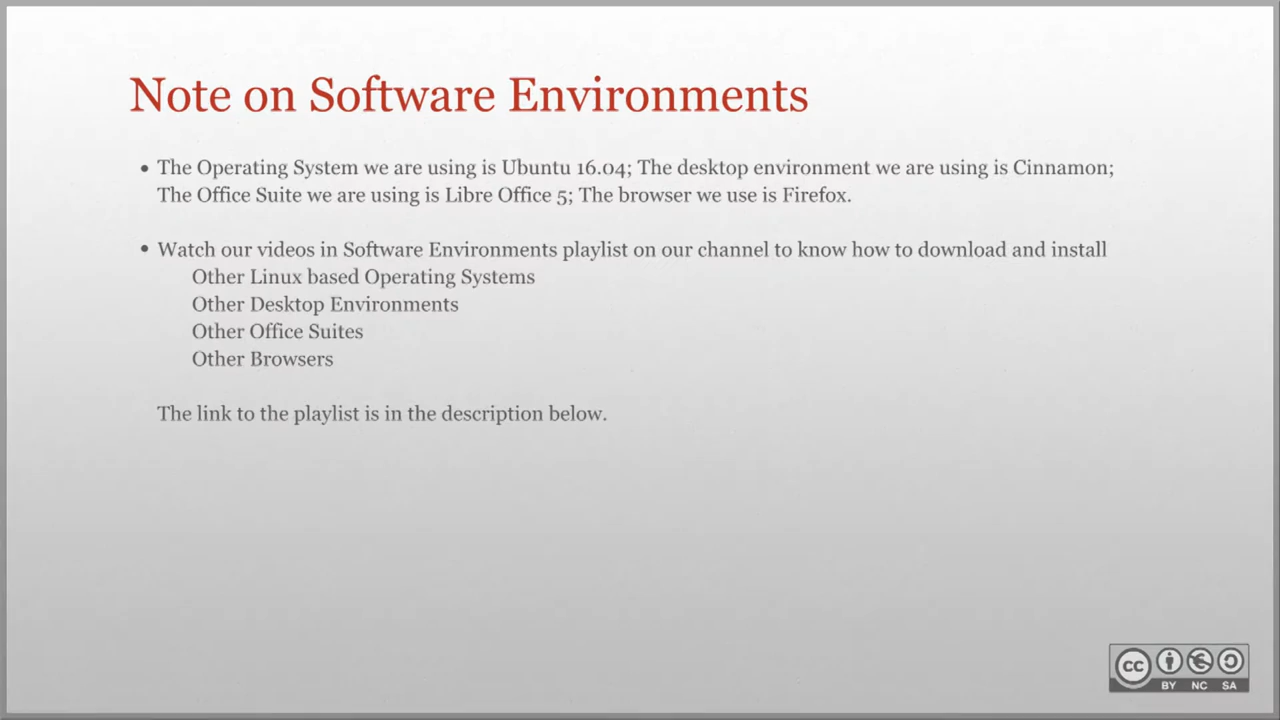 Note on Software Environments
• The Operating System we are using is Ubuntu 16.04; The desktop environment we are using is Cinnamon;
The Office Suite we are using is Libre Office 5; The browser we use is Firefox.
• Watch our videos in Software Environments playlist on our channel to know how to download and install
Other Linux based Operating Systems
Other Desktop Environments
Other Office Suites
Other Browsers
The link to the playlist is in the description below.
cc
BY NC SA